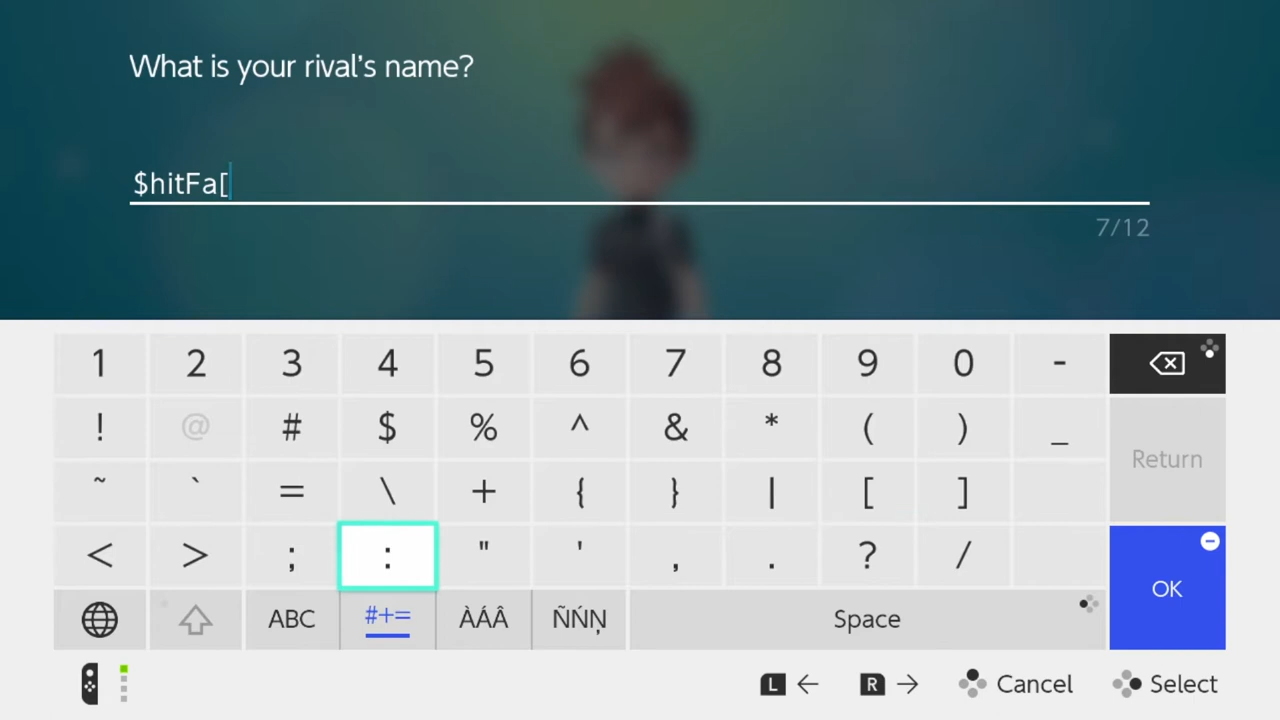 What is your rival's name?
$hitFa[
7/12
1 2 3 4 5 6 7 8 9 0 -
! @ # $ % ^ & * ( ) _
~ ` = \ + { } | [ ]
Return
< > ; : " ' , . ? /
OK
ABC #+= ÀÁÂ ÑŃŅ Space
L ← R → Cancel Select